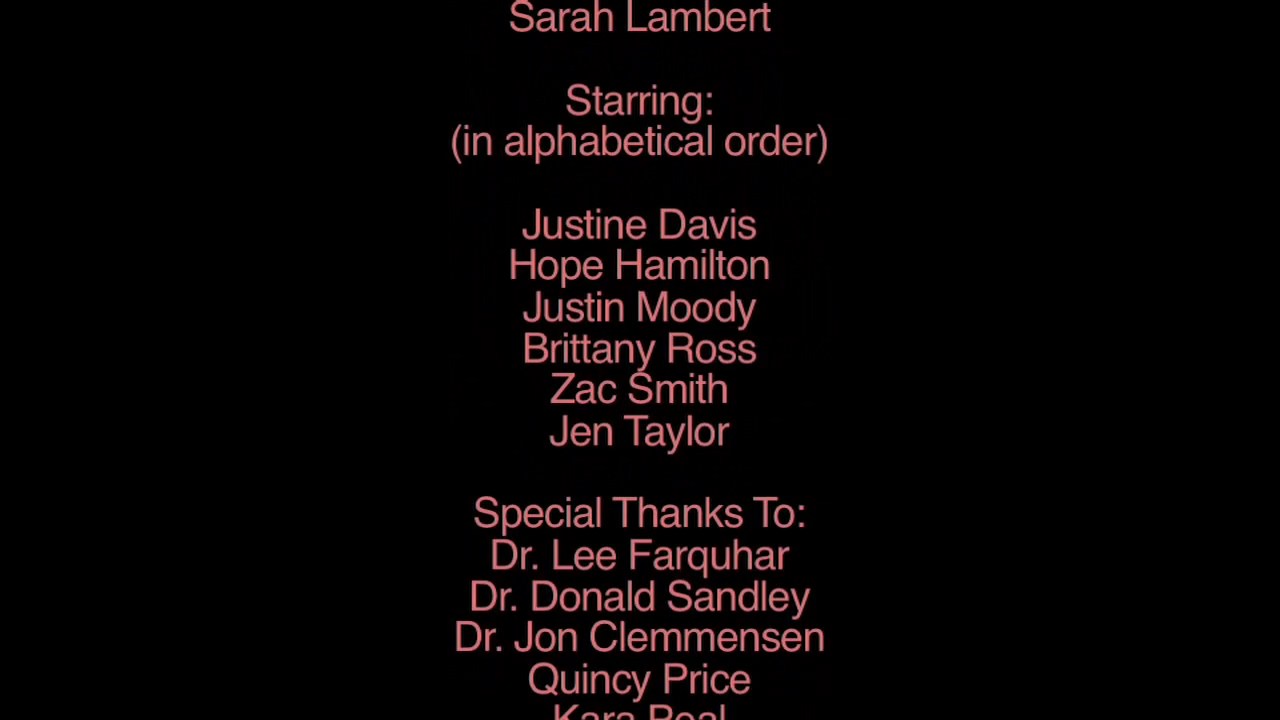 Sarah Lambert
Starring:
(in alphabetical order)
Justine Davis
Hope Hamilton
Justin Moody
Brittany Ross
Zac Smith
Jen Taylor
Special Thanks To:
Dr. Lee Farquhar
Dr. Donald Sandley
Dr. Jon Clemmensen
Quincy Price
Kara